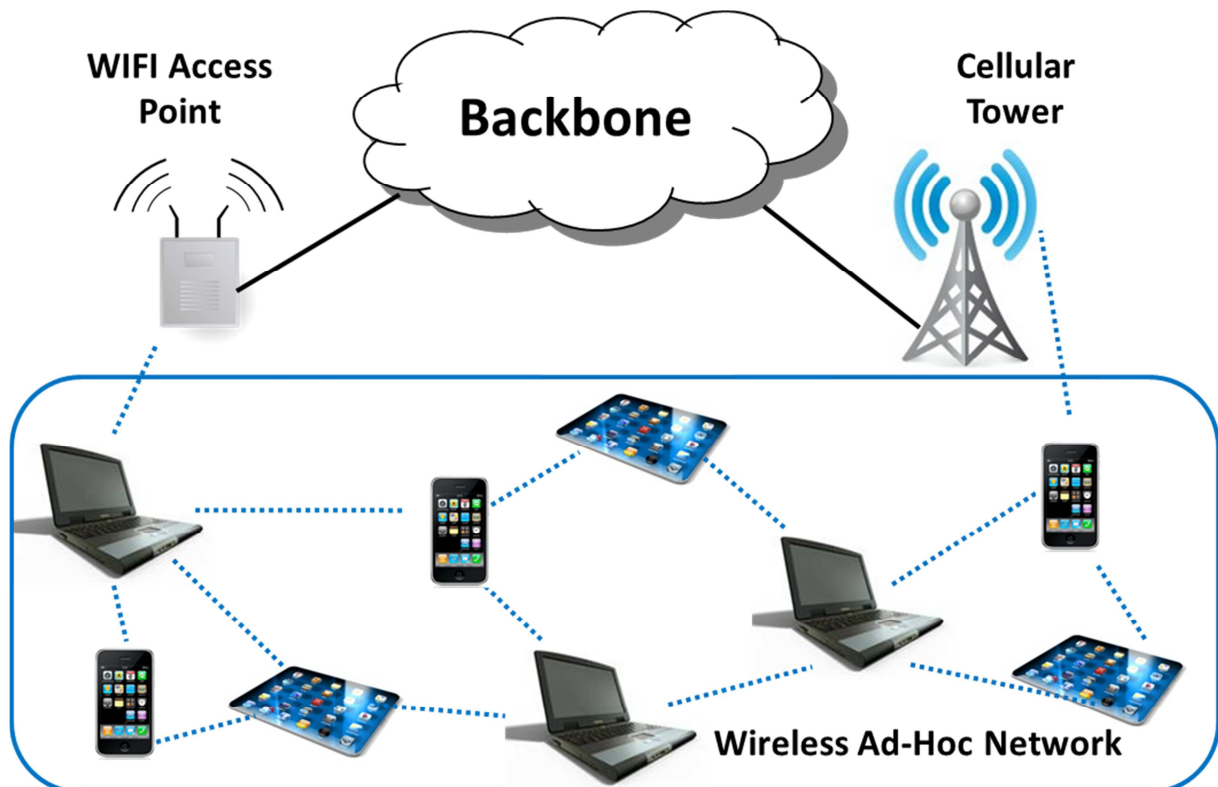 WIFI Access
Point
Backbone
Cellular
Tower
Wireless Ad-Hoc Network